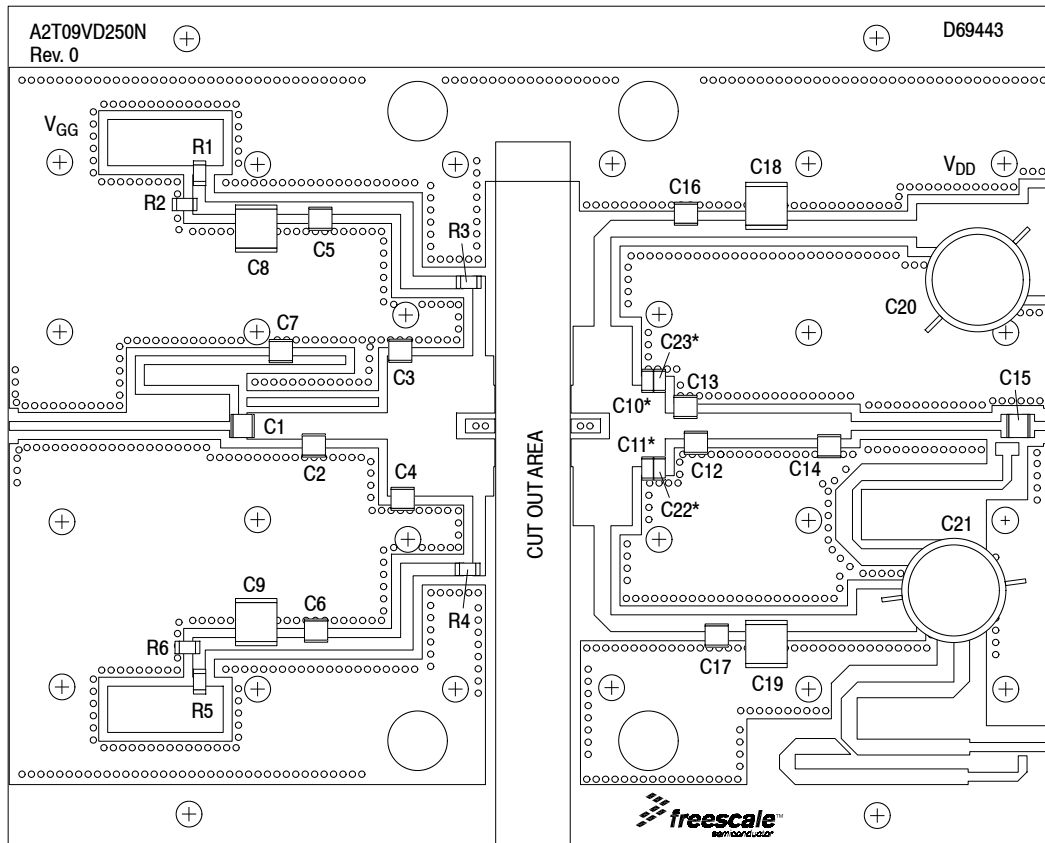 A2T09VD250N
Rev. 0
D69443
VGG
R1
R2
C8
C5
R3
C16
C18
VDD
C20
C7
C3
C23*
C13
C10*
C15
C1
C2
C4
C11*
C12
C14
C22*
CUT OUT AREA
C21
C9
C6
R4
R6
R5
C17
C19
freescale™
semiconductor